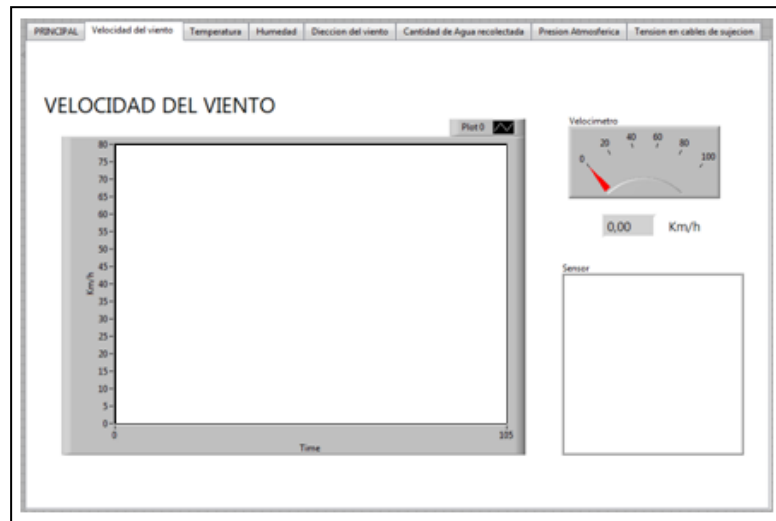 PRINCIPAL Velocidad del viento Temperatura Humedad Dieccion del viento Cantidad de Agua recolectada Presion Atmosferica Tension en cables de sujecion
VELOCIDAD DEL VIENTO
Plot 0
80
75
70
65
60
55
50
45
40
35
30
25
20
15
10
5
0
Km/h
0 105
Time
Velocimetro
0 20 40 60 80 100
0,00 Km/h
Sensor